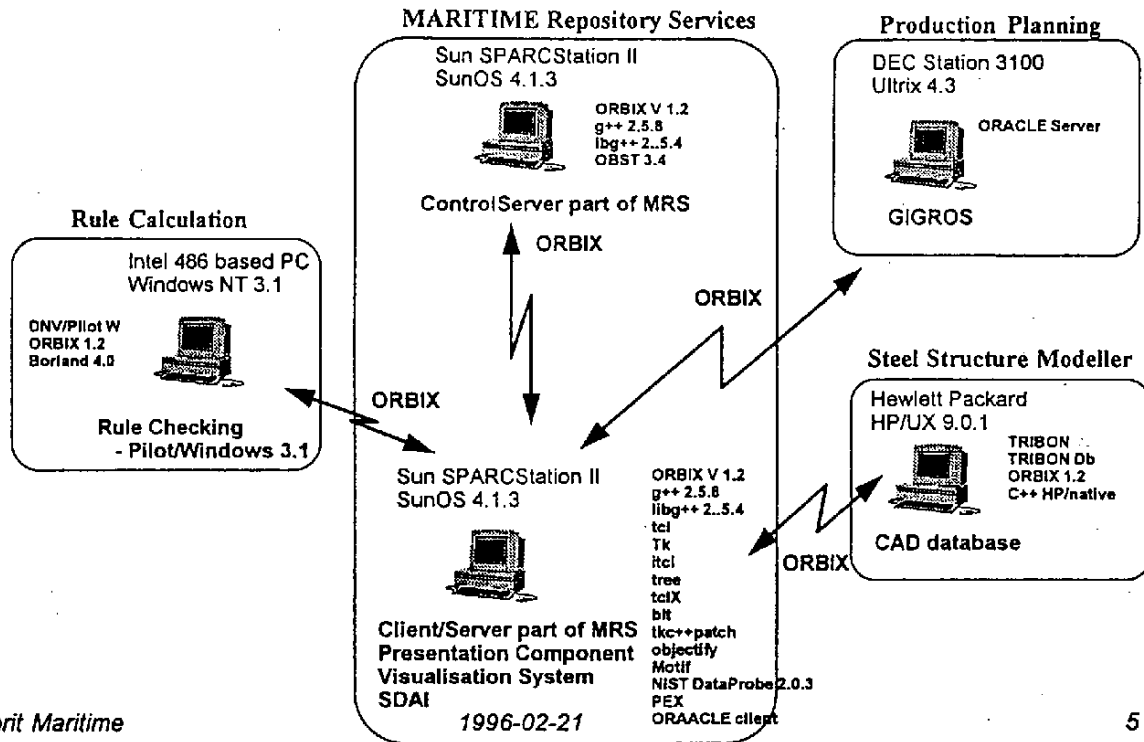 MARITIME Repository Services
Sun SPARCStation II
SunOS 4.1.3
ORBIX V 1.2
g++ 2.5.8
libg++ 2..5.4
OBST 3.4
ControlServer part of MRS
ORBIX
Production Planning
DEC Station 3100
Ultrix 4.3
ORACLE Server
GIGROS
ORBIX
Rule Calculation
Intel 486 based PC
Windows NT 3.1
DNV/Pilot W
ORBIX 1.2
Borland 4.0
Rule Checking
- Pilot/Windows 3.1
ORBIX
Steel Structure Modeller
Hewlett Packard
HP/UX 9.0.1
TRIBON
TRIBON Db
ORBIX 1.2
C++ HP/native
CAD database
ORBIX
Sun SPARCStation II
SunOS 4.1.3
ORBIX V 1.2
g++ 2.5.8
libg++ 2..5.4
tcl
Tk
itcl
tree
tclX
blt
tkc++patch
objectify
Motif
NIST DataProbe 2.0.3
PEX
ORAACLE client
Client/Server part of MRS
Presentation Component
Visualisation System
SDAI
prit Maritime
1996-02-21
5